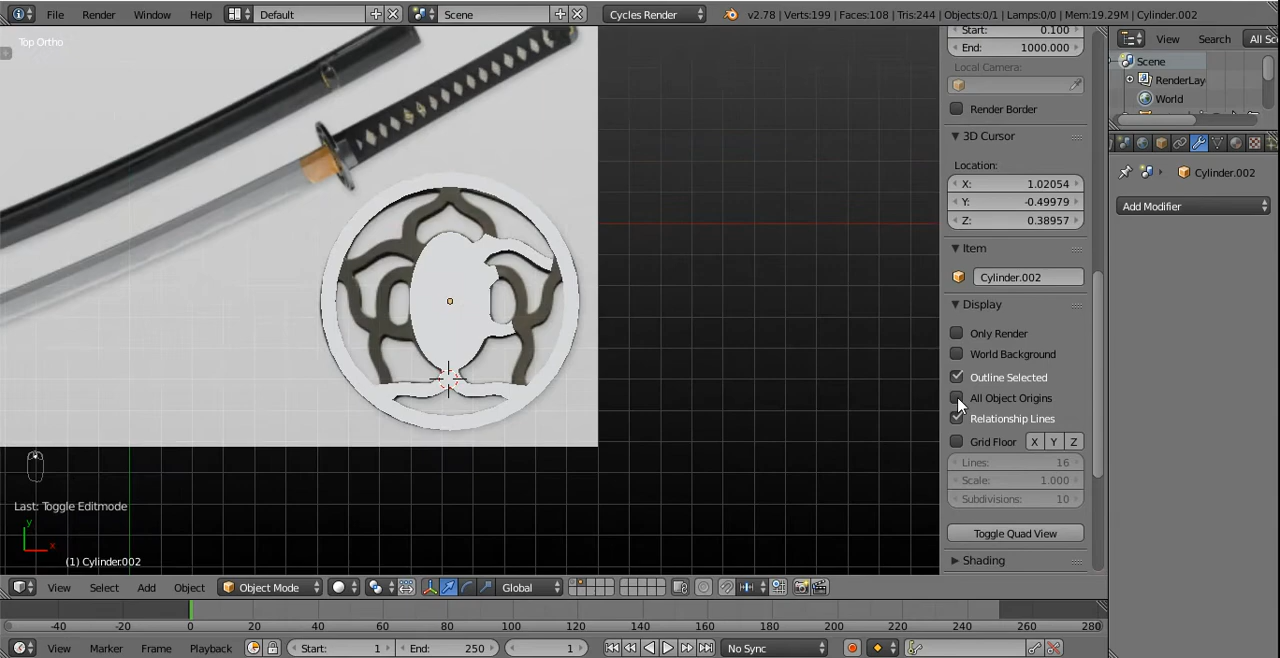 File Render Window Help Default Scene Cycles Render v2.78 | Verts:199 | Faces:108 | Tris:244 | Objects:0/1 | Lamps:0/0 | Mem:19.29M | Cylinder.002
Top Ortho
Start: 0.100
End: 1000.000
Local Camera:
Render Border
3D Cursor
Location:
X: 1.02054
Y: -0.49979
Z: 0.38957
Item
Cylinder.002
Display
Only Render
World Background
Outline Selected
All Object Origins
Relationship Lines
Grid Floor X Y Z
Lines: 16
Scale: 1.000
Subdivisions: 10
Toggle Quad View
Shading
View Search All Sc
Scene
RenderLay
World
Cylinder.002
Add Modifier
Last: Toggle Editmode
y
x
(1) Cylinder.002
View Select Add Object Object Mode Global
-40 -20 0 20 40 60 80 100 120 140 160 180 200 220 240 260 280
View Marker Frame Playback Start: 1 End: 250 1 No Sync